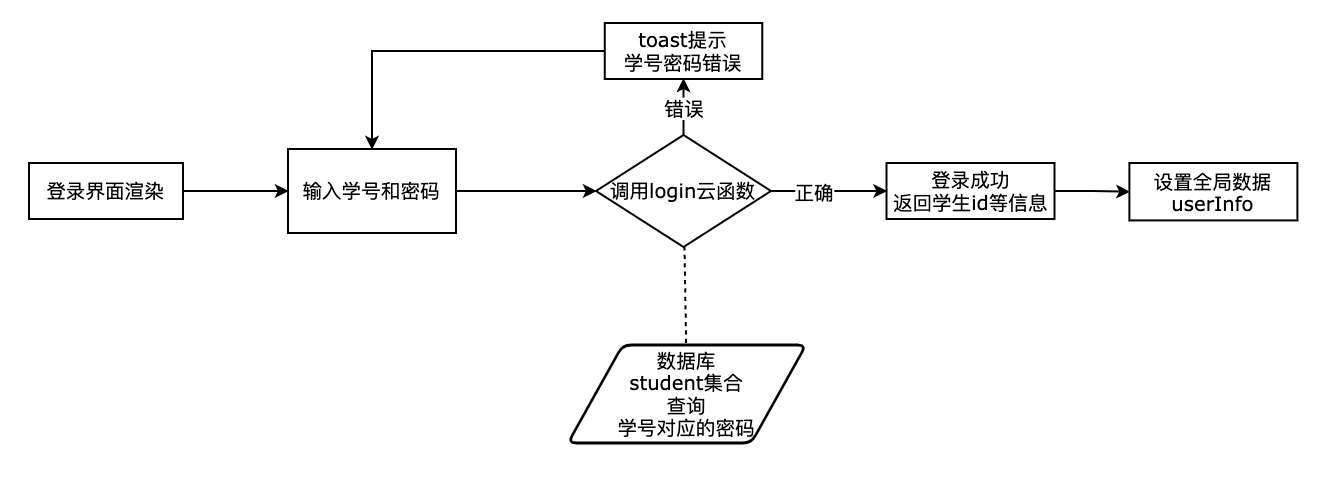 toast提示
学号密码错误
错误
登录界面渲染
输入学号和密码
调用login云函数
正确
登录成功
返回学生id等信息
设置全局数据
userInfo
数据库
student集合
查询
学号对应的密码